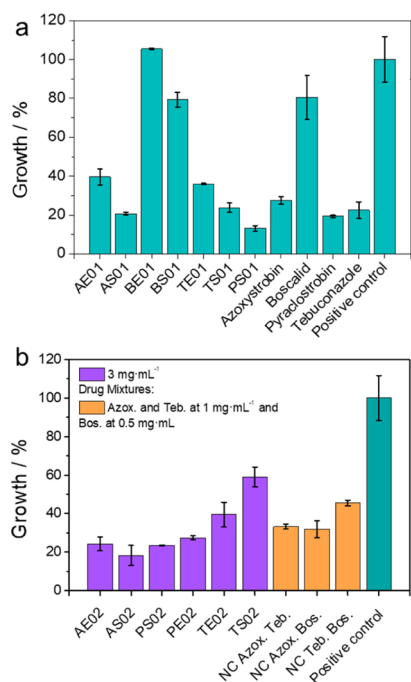 a
Growth / %
120
100
80
60
40
20
0
AE01
AS01
BE01
BS01
TE01
TS01
PS01
Azoxystrobin
Boscalid
Pyraclostrobin
Tebuconazole
Positive control
b
Growth / %
120
100
80
60
40
20
0
3 mg·mL⁻¹
Drug Mixtures:
Azox. and Teb. at 1 mg·mL⁻¹ and
Bos. at 0.5 mg·mL
AE02
AS02
PS02
PE02
TE02
TS02
NC Azox. Teb.
NC Azox. Bos.
NC Teb. Bos.
Positive control